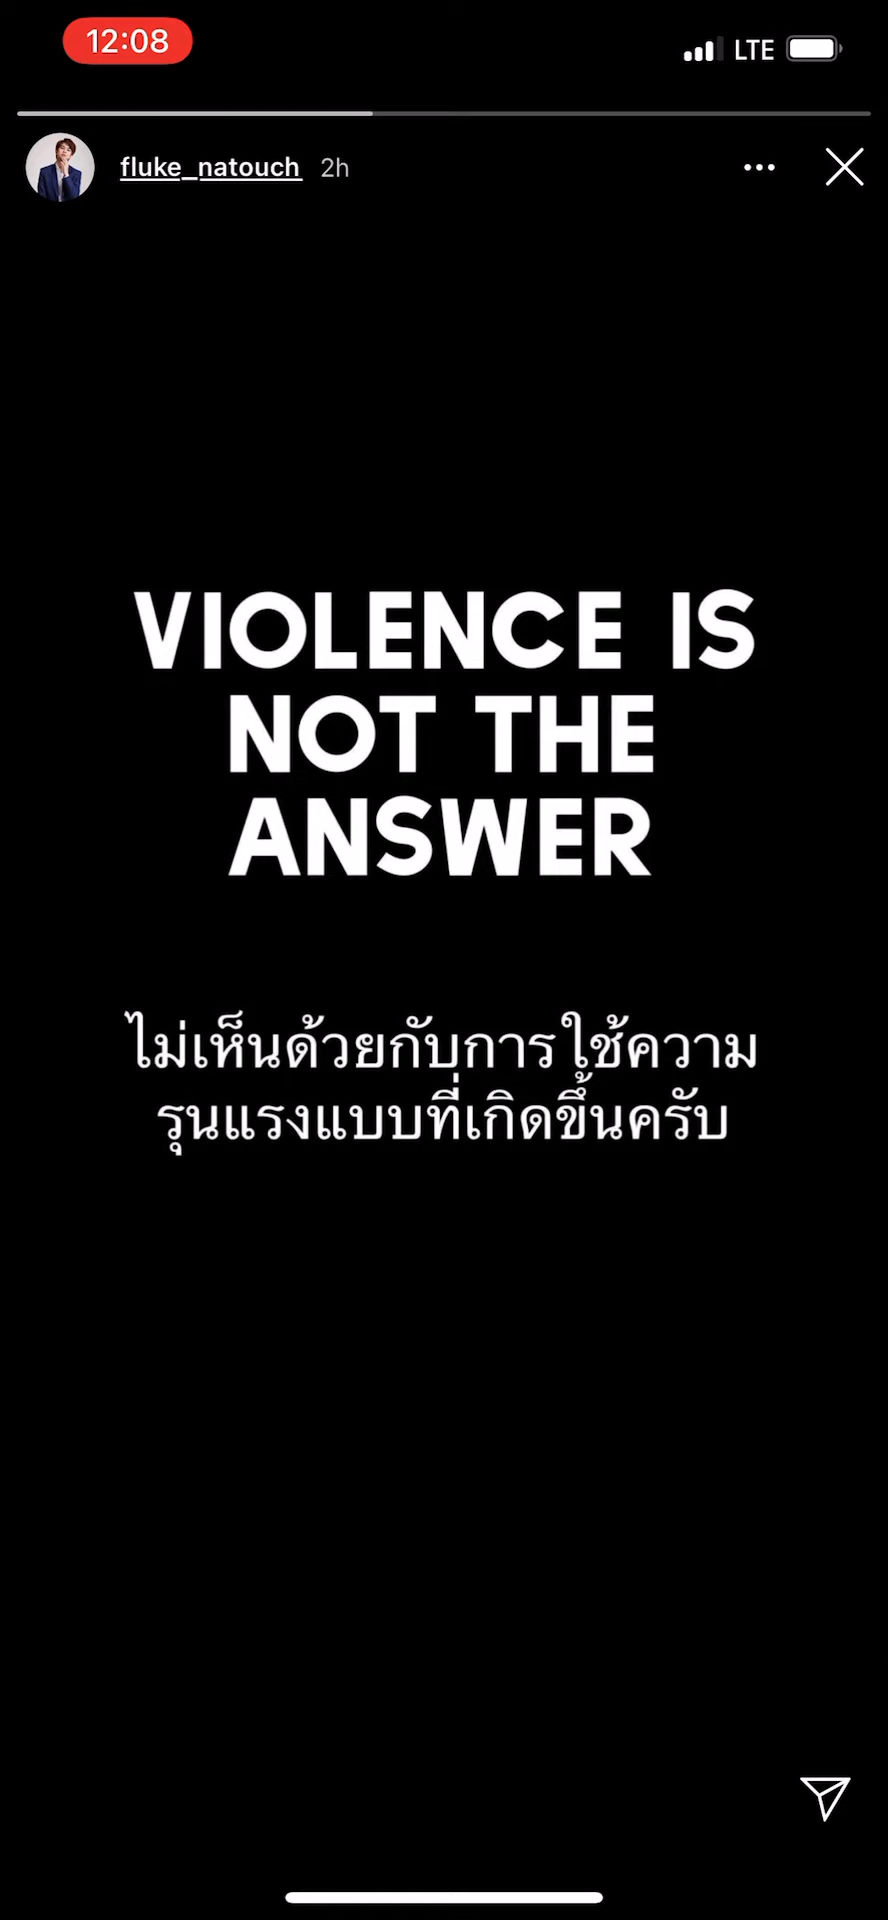 12:08
LTE
fluke_natouch 2h
VIOLENCE IS
NOT THE
ANSWER
ไม่เห็นด้วยกับการใช้ความ
รุนแรงแบบที่เกิดขึ้นครับ